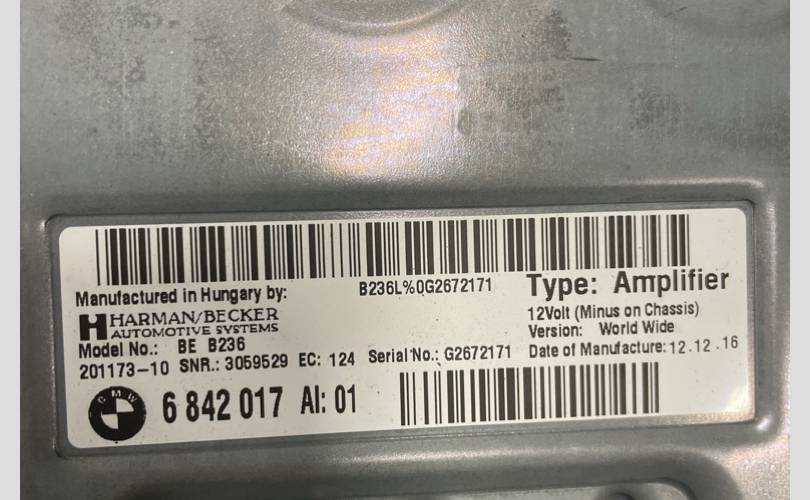 B236L%0G2672171
Manufactured in Hungary by:
HARMAN/BECKER
AUTOMOTIVE SYSTEMS
Model No.: BE B236
201173-10 SNR.: 3059529 EC: 124 Serial No.: G2672171
Type: Amplifier
12Volt (Minus on Chassis)
Version: World Wide
Date of Manufacture: 12.12.16
BMW
6 842 017 AI: 01